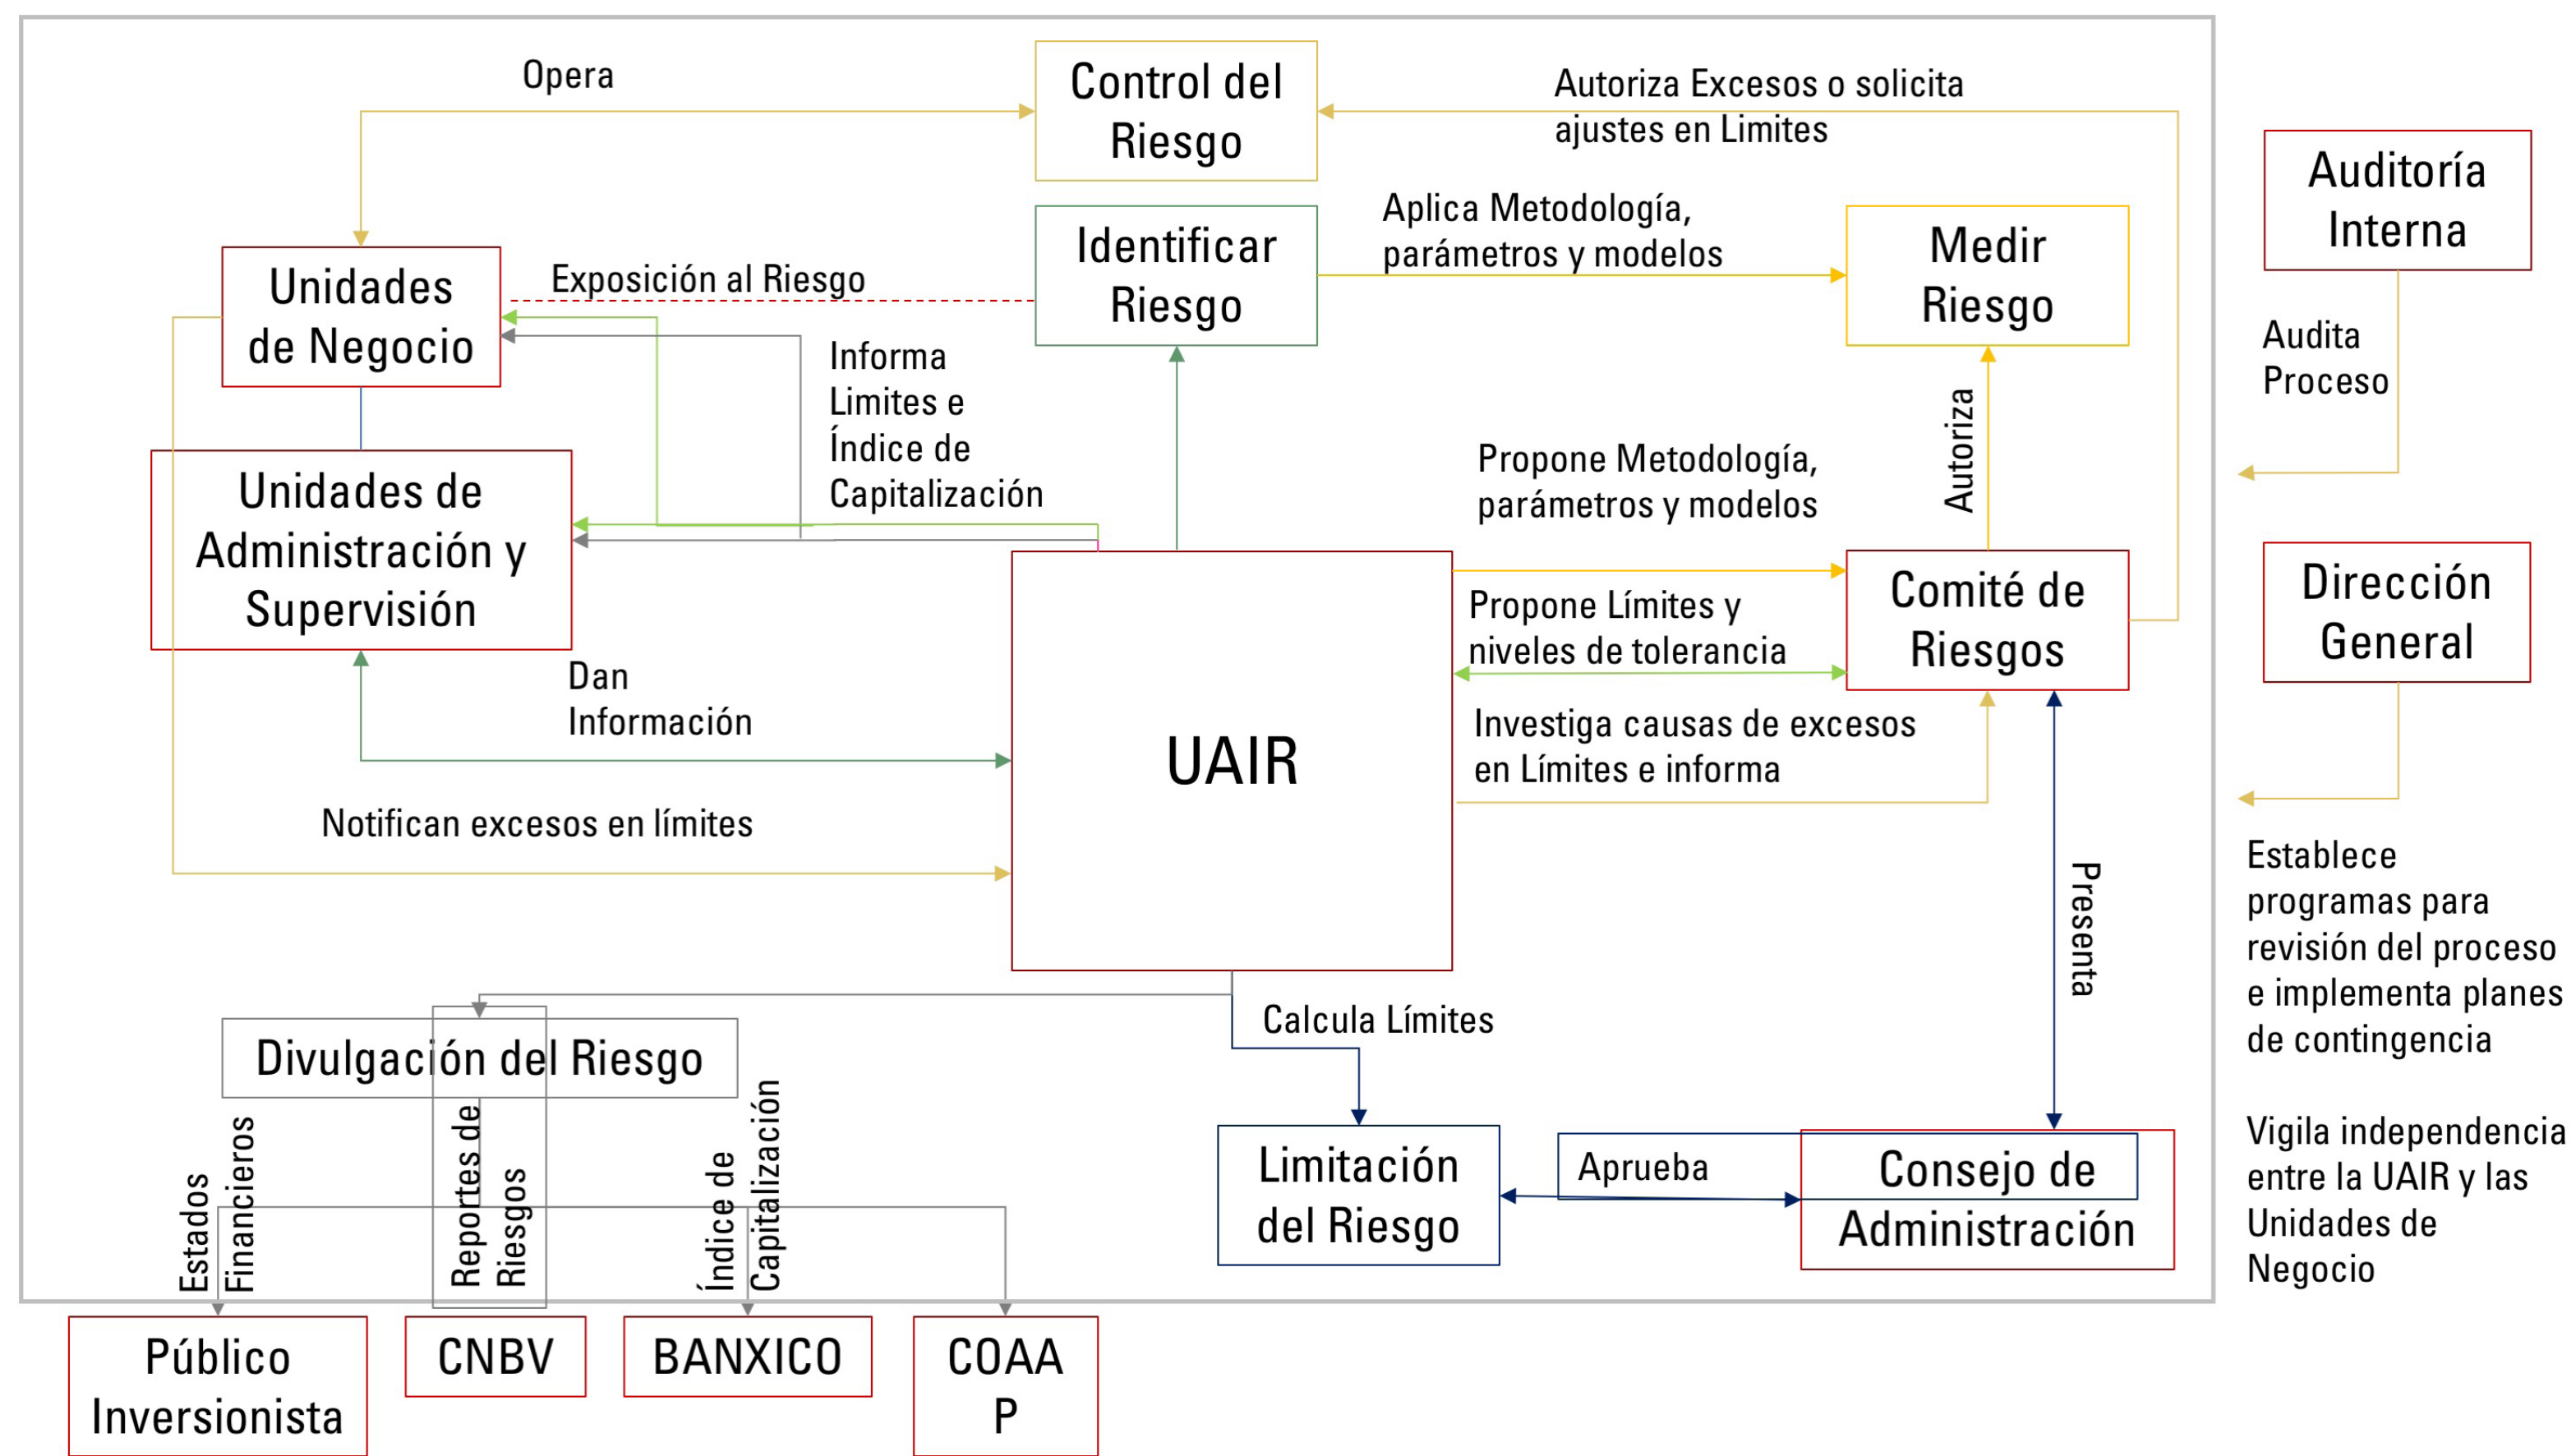 Opera
Control del
Riesgo
Autoriza Excesos o solicita
ajustes en Limites
Auditoría
Interna
Identificar
Riesgo
Aplica Metodología,
parámetros y modelos
Medir
Riesgo
Unidades
de Negocio
Exposición al Riesgo
Audita
Proceso
Informa
Limites e
Índice de
Capitalización
Autoriza
Unidades de
Administración y
Supervisión
Propone Metodología,
parámetros y modelos
Comité de
Riesgos
Dirección
General
Propone Límites y
niveles de tolerancia
Dan
Información
UAIR
Investiga causas de excesos
en Límites e informa
Notifican excesos en límites
Presenta
Establece
programas para
revisión del proceso
e implementa planes
de contingencia
Vigila independencia
entre la UAIR y las
Unidades de
Negocio
Calcula Límites
Divulgación del Riesgo
Estados
Financieros
Reportes de
Riesgos
Índice de
Capitalización
Limitación
del Riesgo
Aprueba
Consejo de
Administración
Público
Inversionista
CNBV
BANXICO
COAA
P